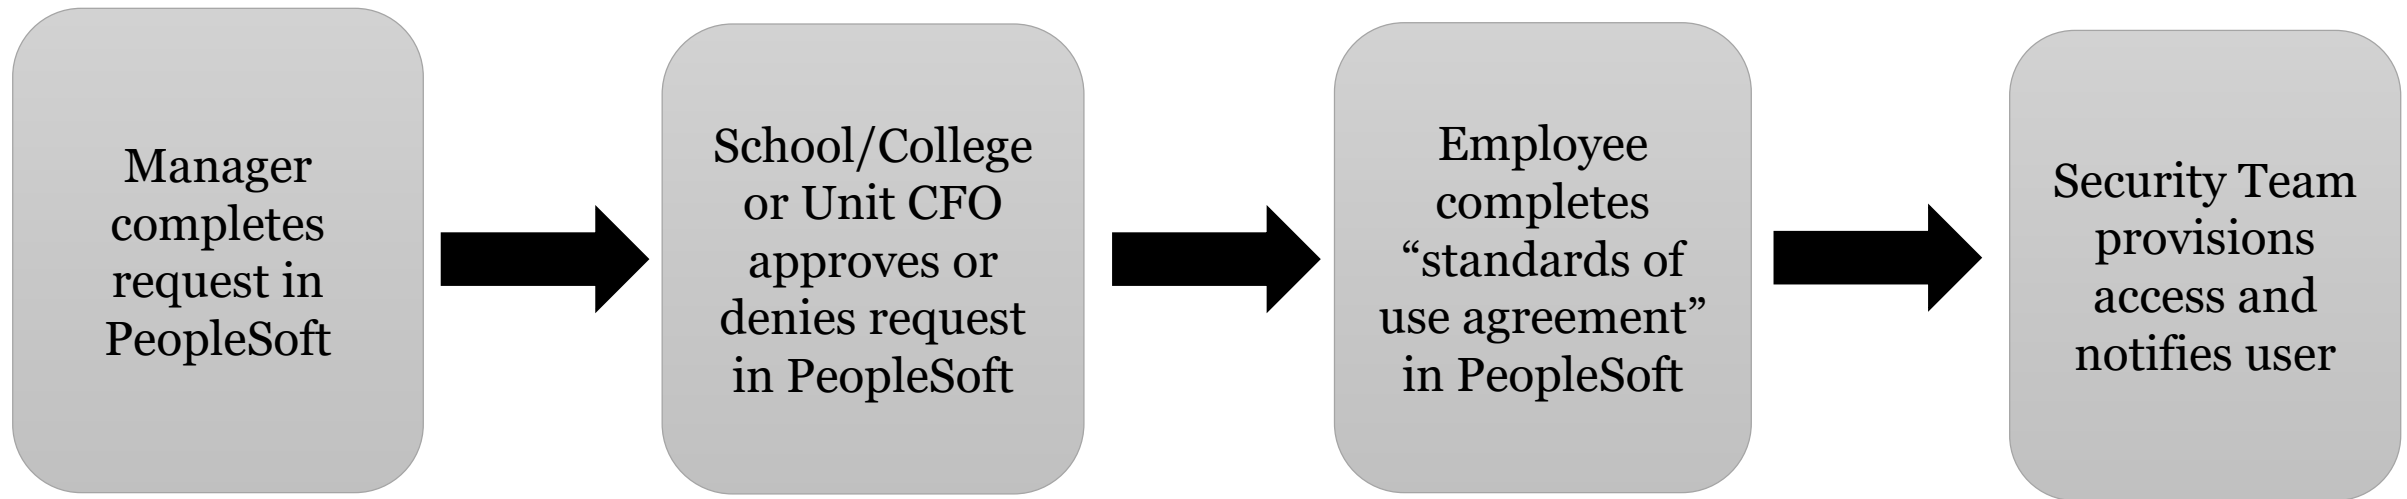 Manager
completes
request in
PeopleSoft
School/College
or Unit CFO
approves or
denies request
in PeopleSoft
Employee
completes
“standards of
use agreement”
in PeopleSoft
Security Team
provisions
access and
notifies user